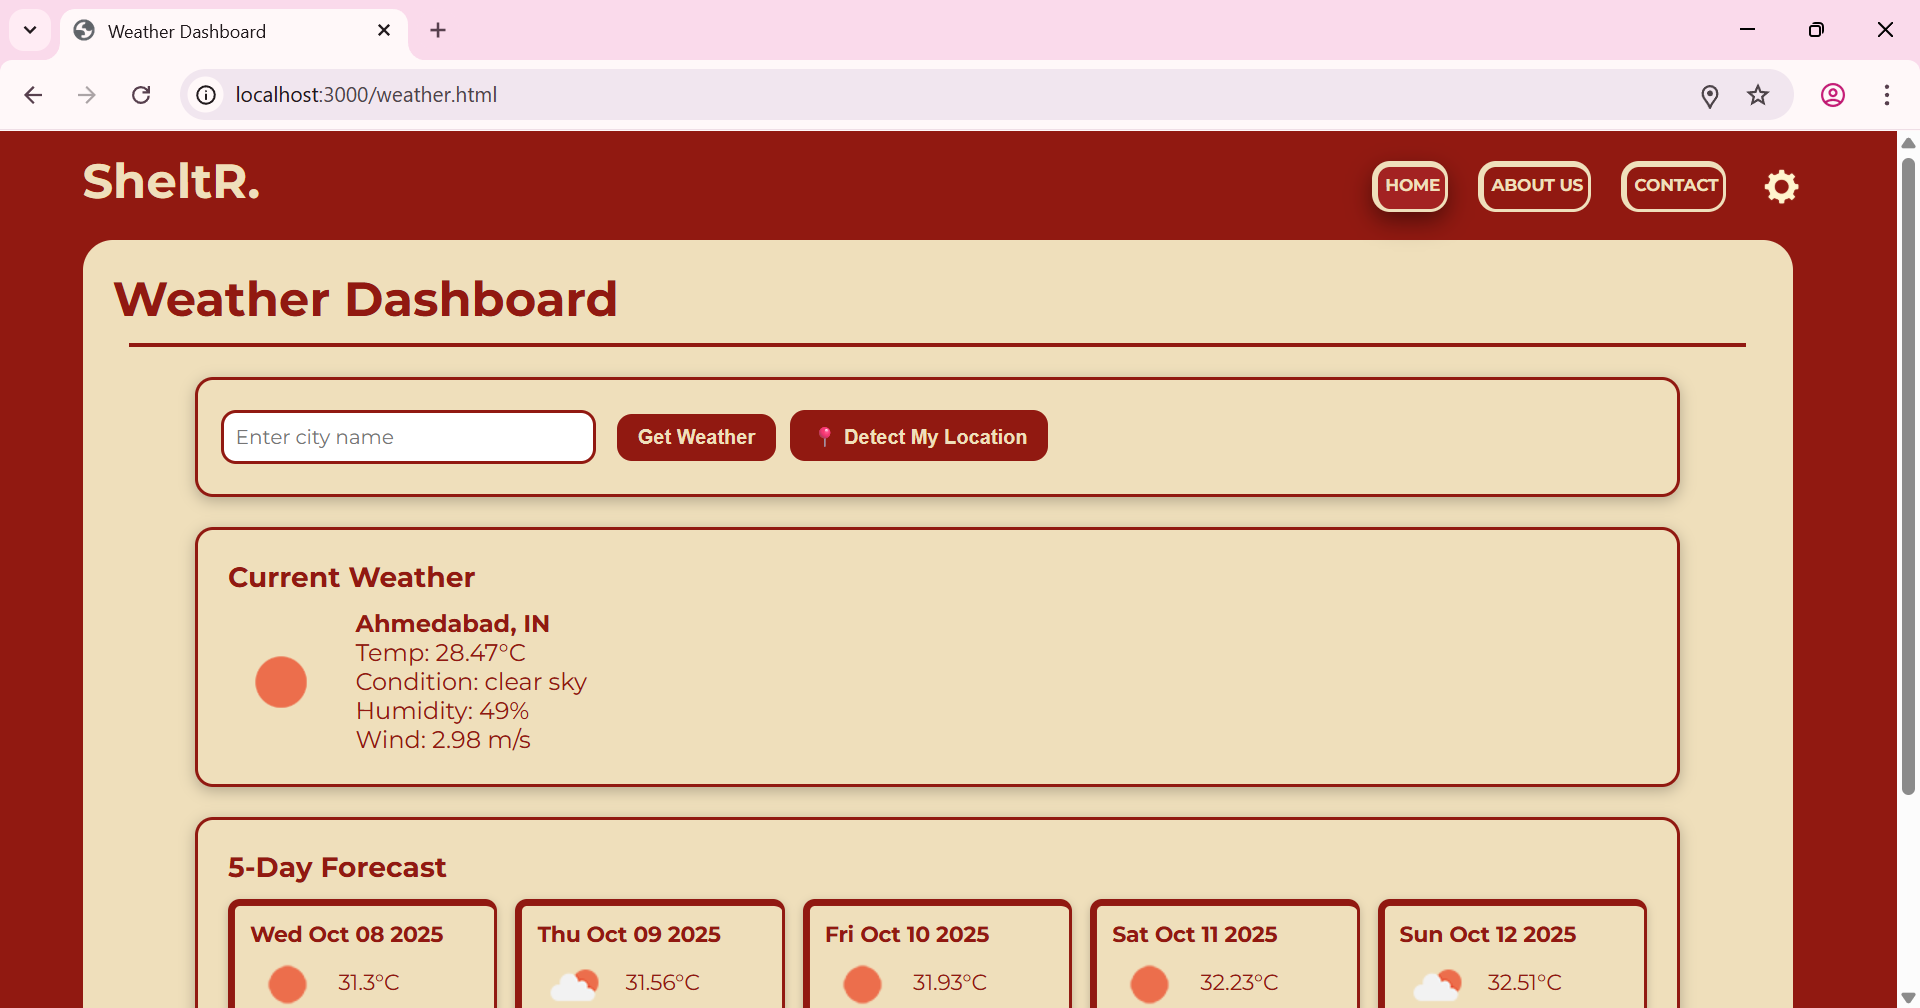 Weather Dashboard
localhost:3000/weather.html
SheltR.
HOME
ABOUT US
CONTACT
Weather Dashboard
Enter city name
Get Weather
Detect My Location
Current Weather
Ahmedabad, IN
Temp: 28.47°C
Condition: clear sky
Humidity: 49%
Wind: 2.98 m/s
5-Day Forecast
Wed Oct 08 2025
31.3°C
Thu Oct 09 2025
31.56°C
Fri Oct 10 2025
31.93°C
Sat Oct 11 2025
32.23°C
Sun Oct 12 2025
32.51°C